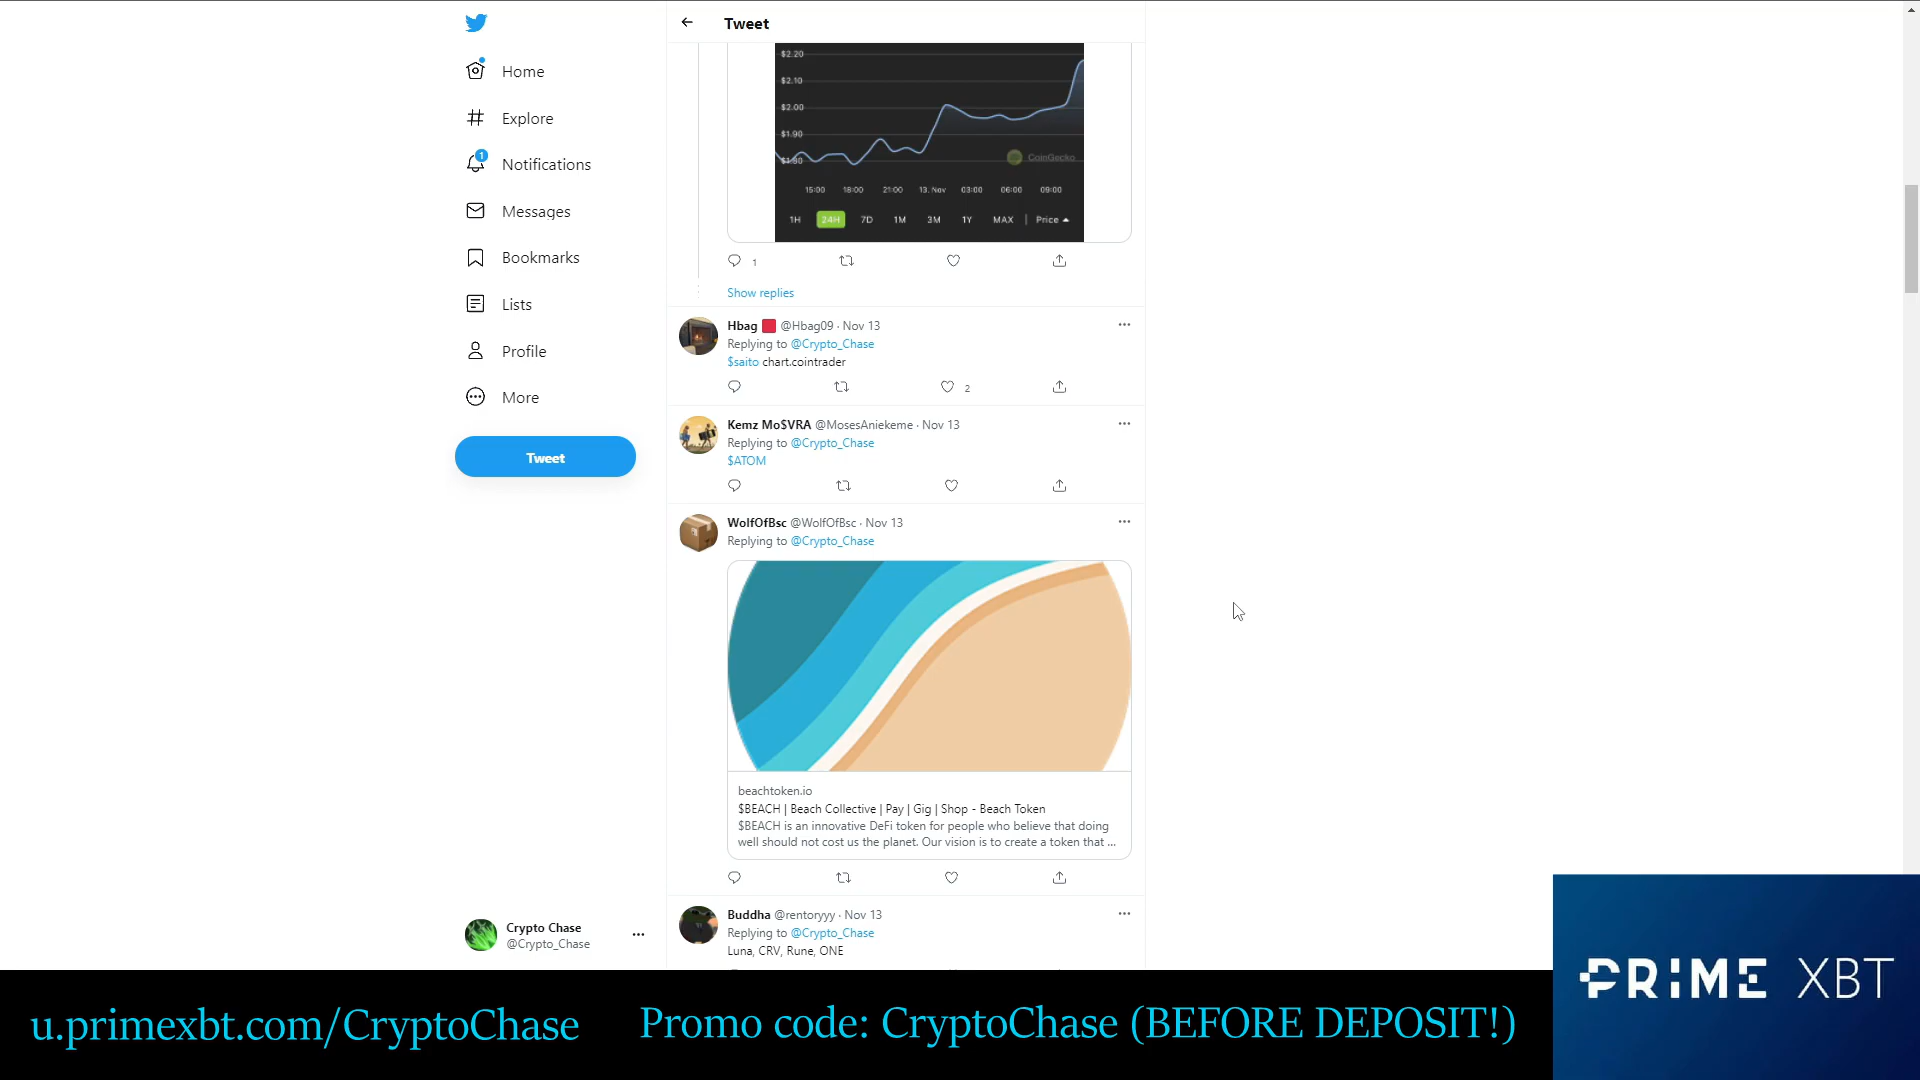 Tweet
Home
Explore
1
Notifications
Messages
Bookmarks
Lists
Profile
More
Tweet
Crypto Chase
@Crypto_Chase
$2.20
$2.10
$2.00
$1.90
$1.80
CoinGecko
15:00 18:00 21:00 13. Nov 03:00 06:00 09:00
1H 24H 7D 1M 3M 1Y MAX | Price
1
Show replies
Hbag @Hbag09 · Nov 13
Replying to @Crypto_Chase
$saito chart.cointrader
2
Kemz Mo$VRA @MosesAniekeme · Nov 13
Replying to @Crypto_Chase
$ATOM
WolfOfBsc @WolfOfBsc · Nov 13
Replying to @Crypto_Chase
beachtoken.io
$BEACH | Beach Collective | Pay | Gig | Shop - Beach Token
$BEACH is an innovative DeFi token for people who believe that doing
well should not cost us the planet. Our vision is to create a token that ...
Buddha @rentoryyy · Nov 13
Replying to @Crypto_Chase
Luna, CRV, Rune, ONE
u.primexbt.com/CryptoChase
Promo code: CryptoChase (BEFORE DEPOSIT!)
PRIME XBT